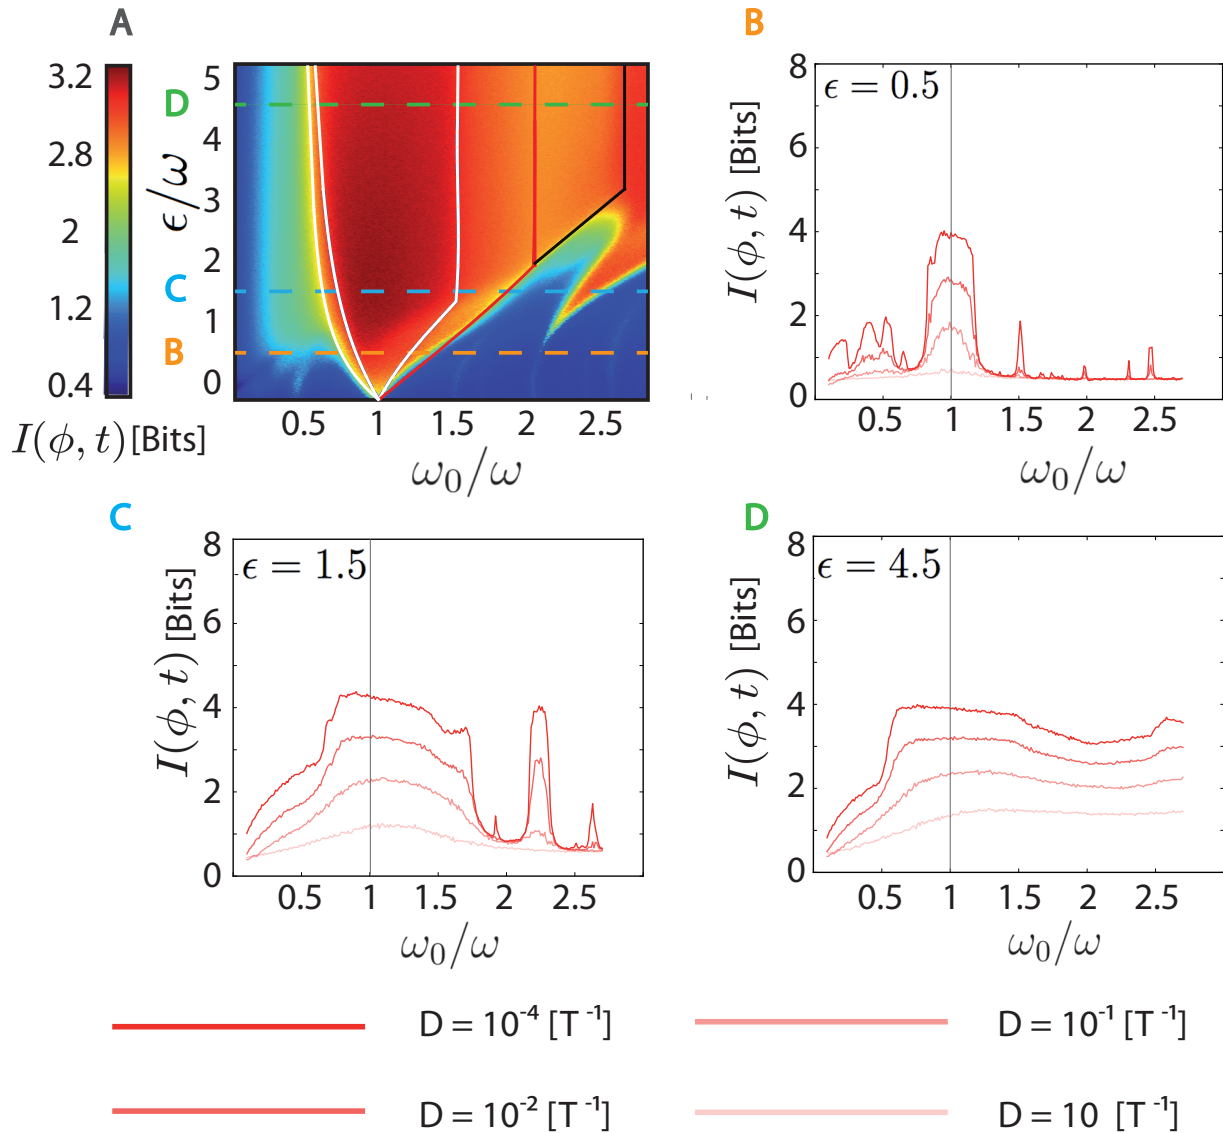 A
3.2
2.8
2
1.2
0.4
I(ϕ, t) [Bits]
ϵ/ω
5
4
3
2
1
0
D
C
B
0.5 1 1.5 2 2.5
ω₀/ω
B
ϵ = 0.5
I(ϕ, t) [Bits]
8
6
4
2
0
0.5 1 1.5 2 2.5
ω₀/ω
C
ϵ = 1.5
I(ϕ, t) [Bits]
8
6
4
2
0
0.5 1 1.5 2 2.5
ω₀/ω
D
ϵ = 4.5
I(ϕ, t) [Bits]
8
6
4
2
0
0.5 1 1.5 2 2.5
ω₀/ω
D = 10⁻⁴ [T⁻¹]
D = 10⁻¹ [T⁻¹]
D = 10⁻² [T⁻¹]
D = 10 [T⁻¹]